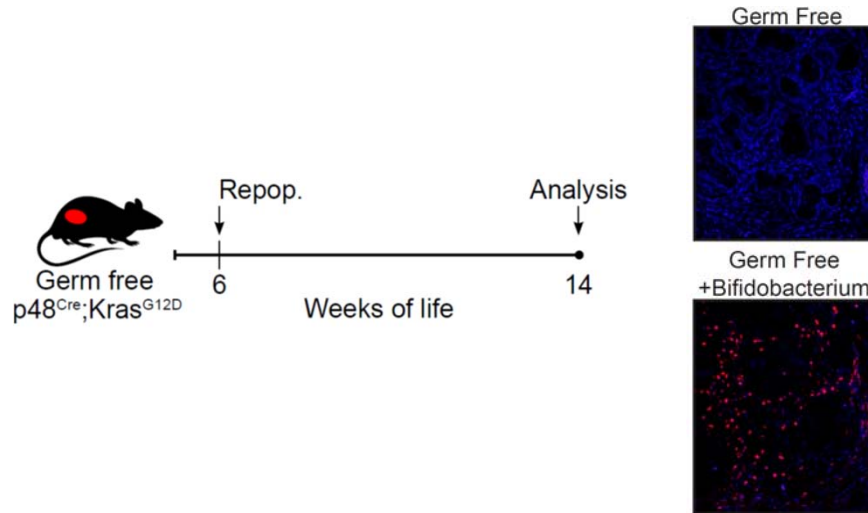 Germ Free
Repop.
Analysis
Germ free
p48Cre;KrasG12D
6
14
Weeks of life
Germ Free
+Bifidobacterium